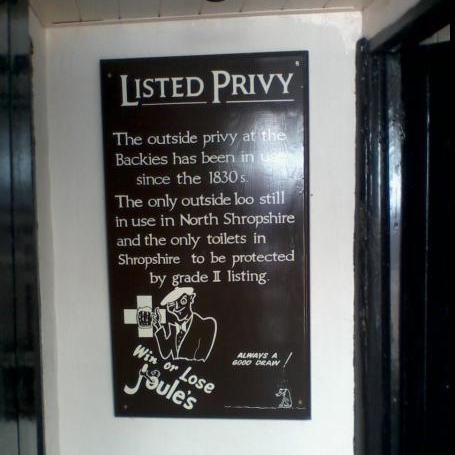 LISTED PRIVY
The outside privy at the
Backies has been in use
since the 1830s.
The only outside loo still
in use in North Shropshire
and the only toilets in
Shropshire to be protected
by grade II listing.
Win or Lose
Joule's
ALWAYS A
GOOD DRAW!